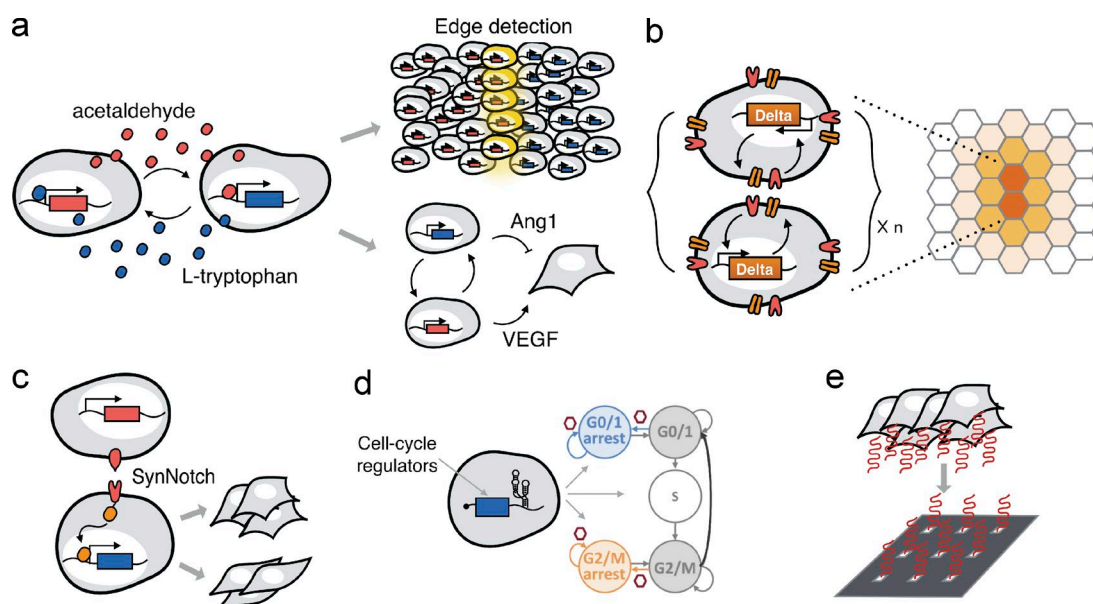 a
Edge detection
acetaldehyde
L-tryptophan
Ang1
VEGF
b
Delta
Delta
X n
c
SynNotch
d
Cell-cycle
regulators
G0/1
arrest
G0/1
S
G2/M
arrest
G2/M
e